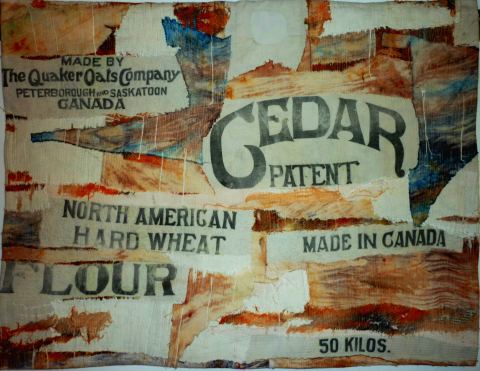 MADE BY
The Quaker Oats Company
PETERBOROUGH AND SASKATOON
CANADA
CEDAR
PATENT
NORTH AMERICAN
HARD WHEAT
MADE IN CANADA
FLOUR
50 KILOS.